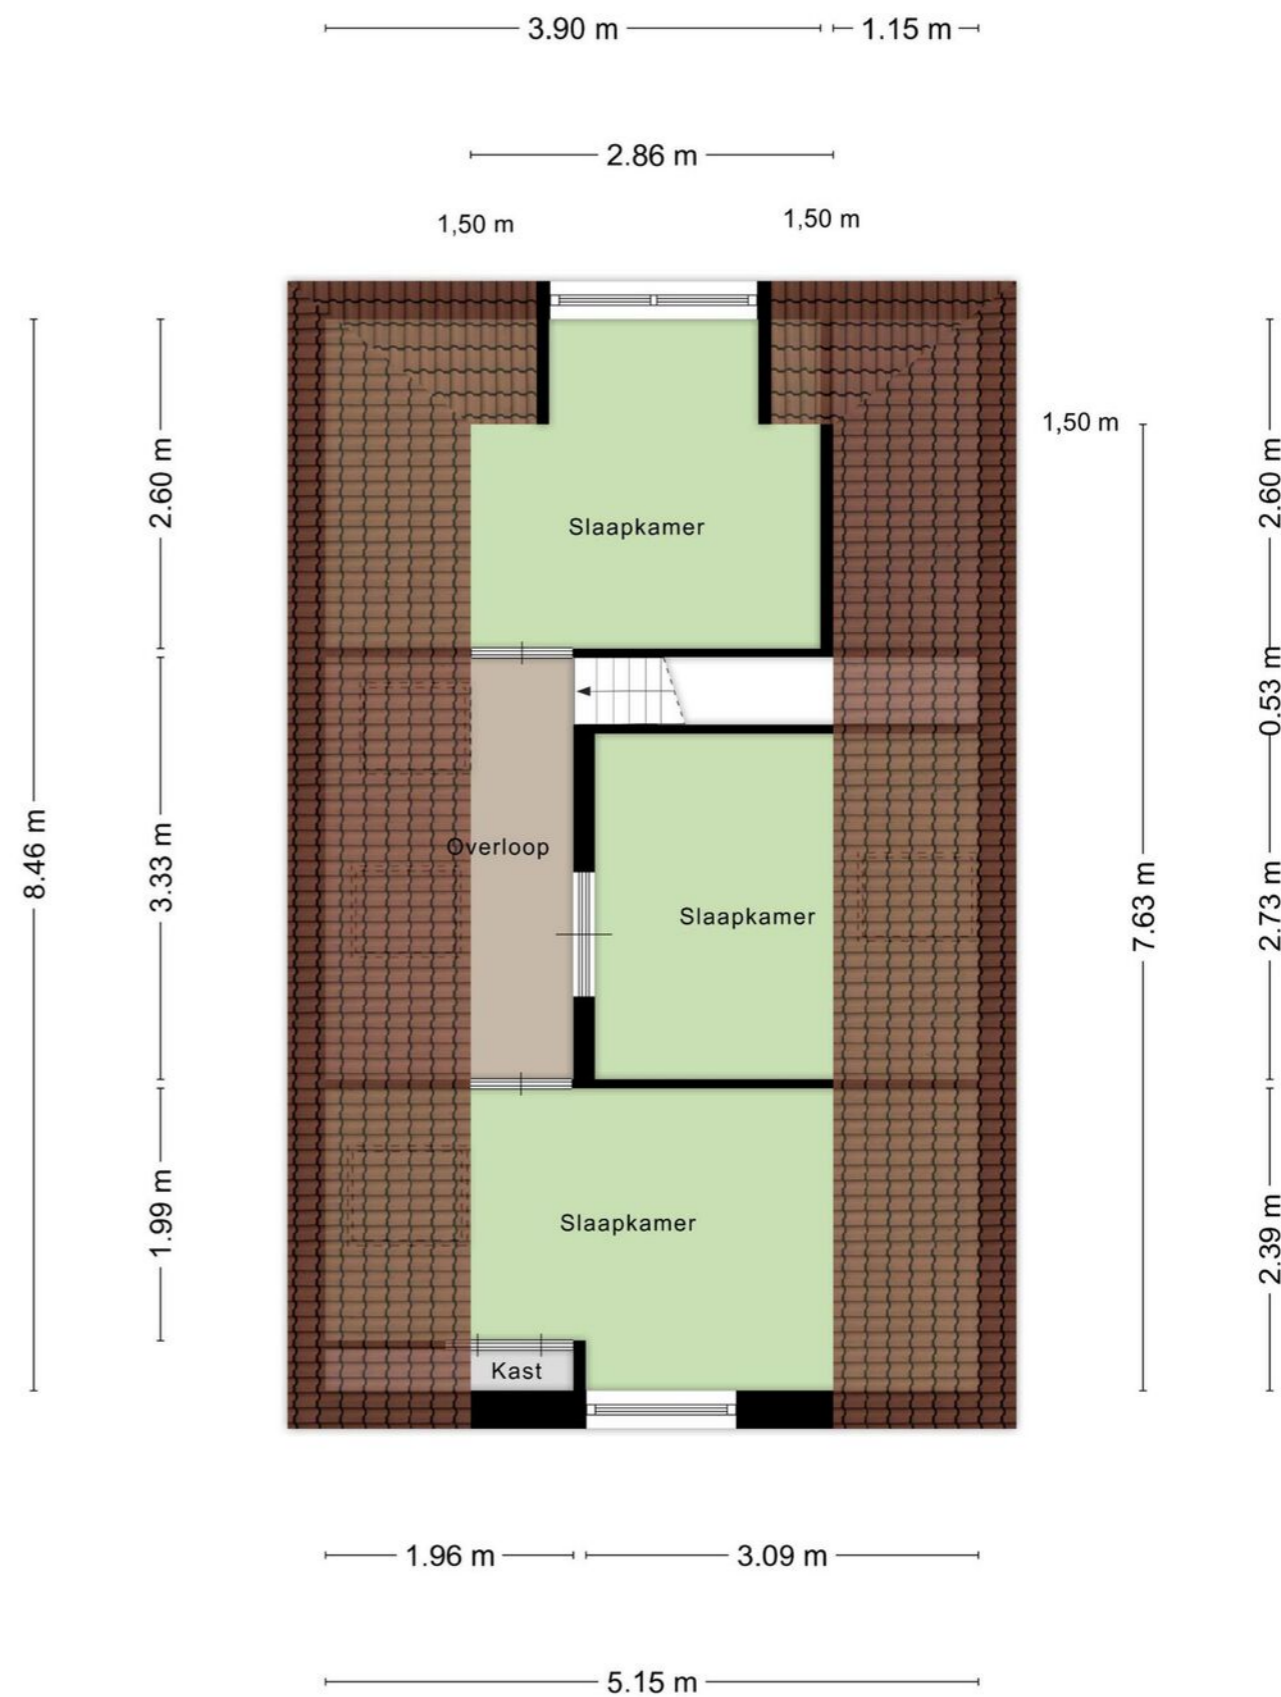 3.90 m
1.15 m
2.86 m
1,50 m
1,50 m
1,50 m
2.60 m
2.60 m
Slaapkamer
0.53 m
8.46 m
3.33 m
Overloop
Slaapkamer
7.63 m
2.73 m
1.99 m
Slaapkamer
2.39 m
Kast
1.96 m
3.09 m
5.15 m